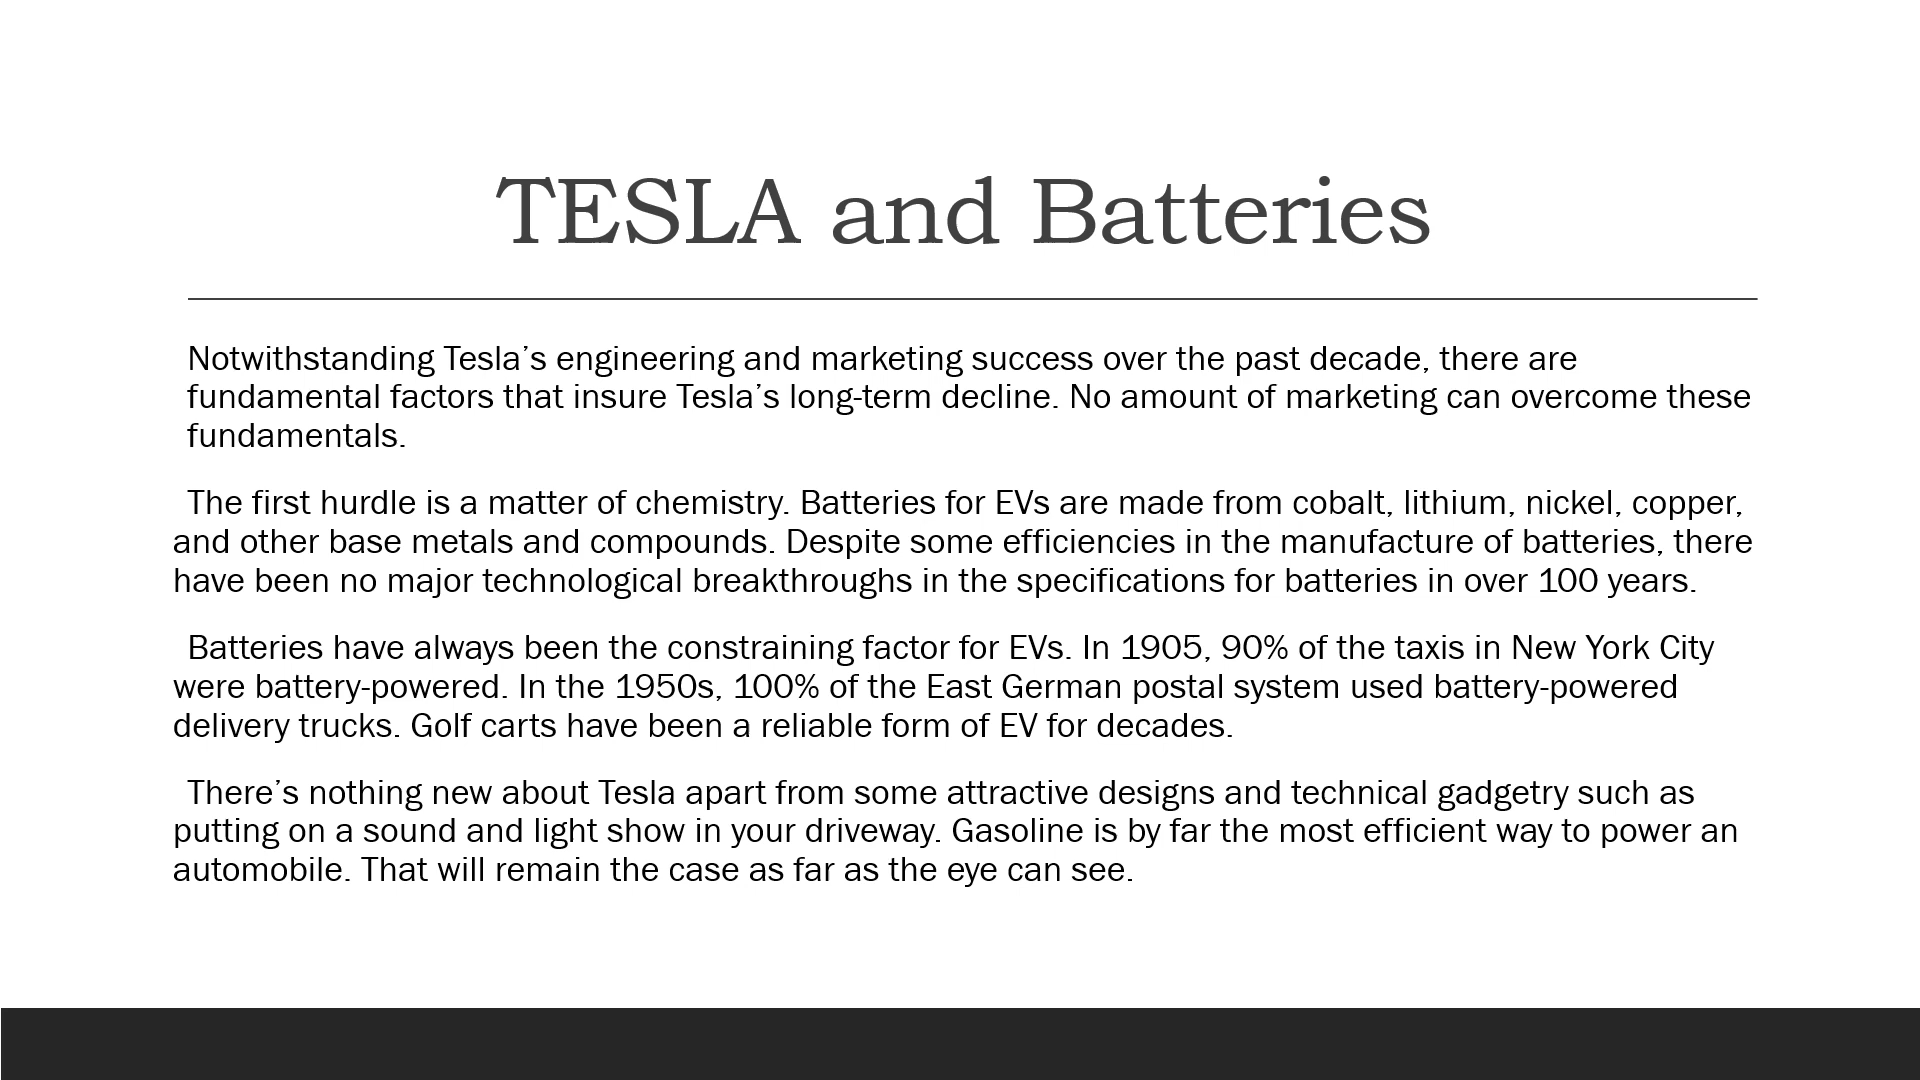 TESLA and Batteries
Notwithstanding Tesla’s engineering and marketing success over the past decade, there are
fundamental factors that insure Tesla’s long-term decline. No amount of marketing can overcome these
fundamentals.
The first hurdle is a matter of chemistry. Batteries for EVs are made from cobalt, lithium, nickel, copper,
and other base metals and compounds. Despite some efficiencies in the manufacture of batteries, there
have been no major technological breakthroughs in the specifications for batteries in over 100 years.
Batteries have always been the constraining factor for EVs. In 1905, 90% of the taxis in New York City
were battery-powered. In the 1950s, 100% of the East German postal system used battery-powered
delivery trucks. Golf carts have been a reliable form of EV for decades.
There’s nothing new about Tesla apart from some attractive designs and technical gadgetry such as
putting on a sound and light show in your driveway. Gasoline is by far the most efficient way to power an
automobile. That will remain the case as far as the eye can see.